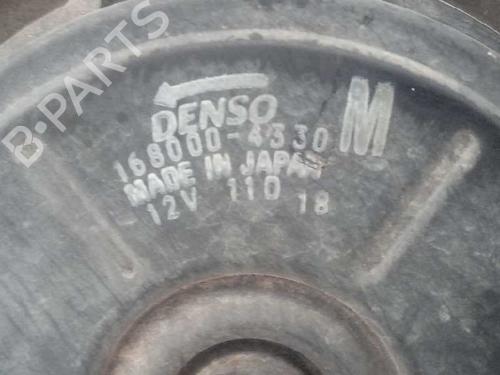 B-PARTS
DENSO
168000-4330 M
MADE IN JAPAN
12V 110 18